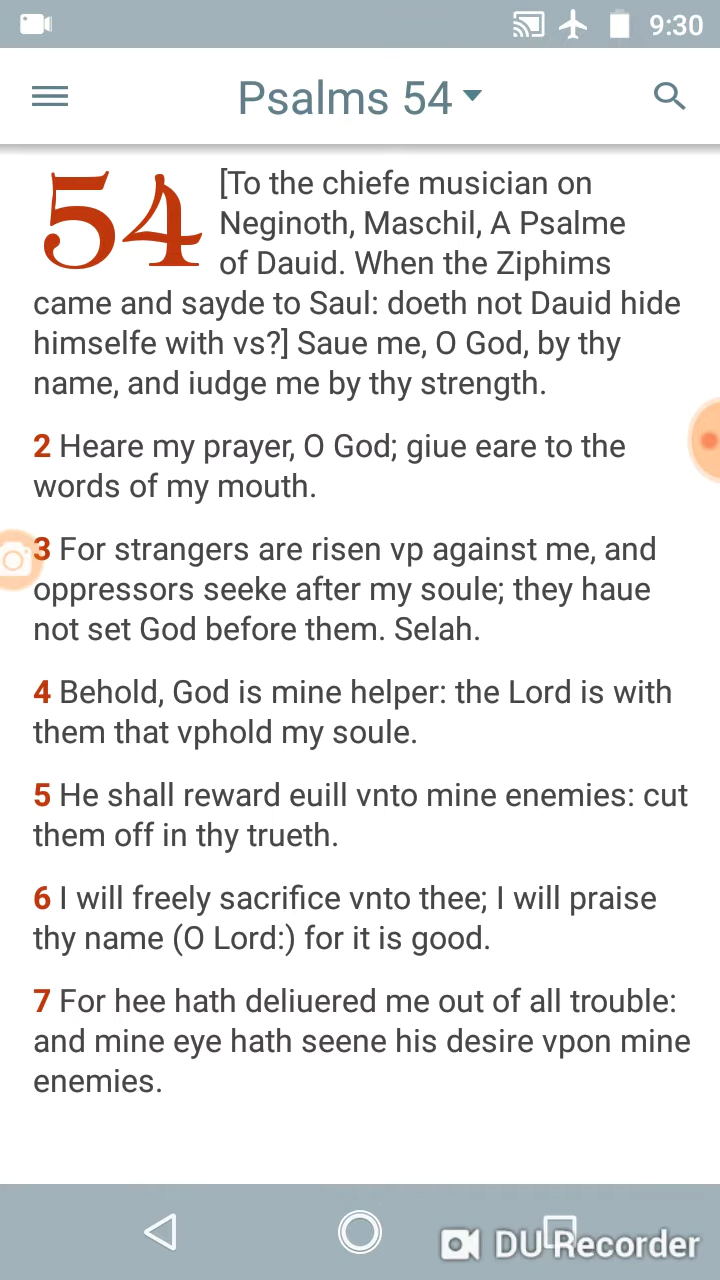 9:30
Psalms 54
54 [To the chiefe musician on
Neginoth, Maschil, A Psalme
of Dauid. When the Ziphims
came and sayde to Saul: doeth not Dauid hide
himselfe with vs?] Saue me, O God, by thy
name, and iudge me by thy strength.
2 Heare my prayer, O God; giue eare to the
words of my mouth.
3 For strangers are risen vp against me, and
oppressors seeke after my soule; they haue
not set God before them. Selah.
4 Behold, God is mine helper: the Lord is with
them that vphold my soule.
5 He shall reward euill vnto mine enemies: cut
them off in thy trueth.
6 I will freely sacrifice vnto thee; I will praise
thy name (O Lord:) for it is good.
7 For hee hath deliuered me out of all trouble:
and mine eye hath seene his desire vpon mine
enemies.
DU Recorder